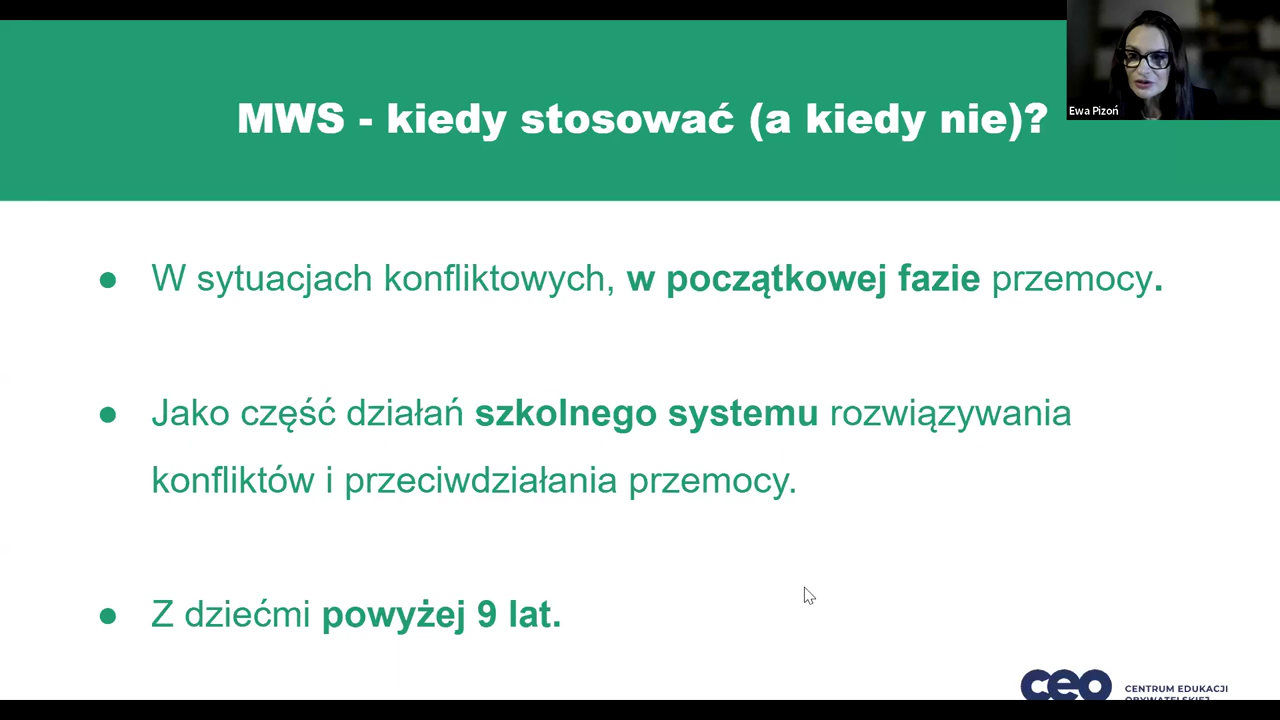 MWS - kiedy stosować (a kiedy nie)?
Ewa Pizoń
● W sytuacjach konfliktowych, w początkowej fazie przemocy.
● Jako część działań szkolnego systemu rozwiązywania
konfliktów i przeciwdziałania przemocy.
● Z dziećmi powyżej 9 lat.
ceo
CENTRUM EDUKACJI
OBYWATELSKIEJ